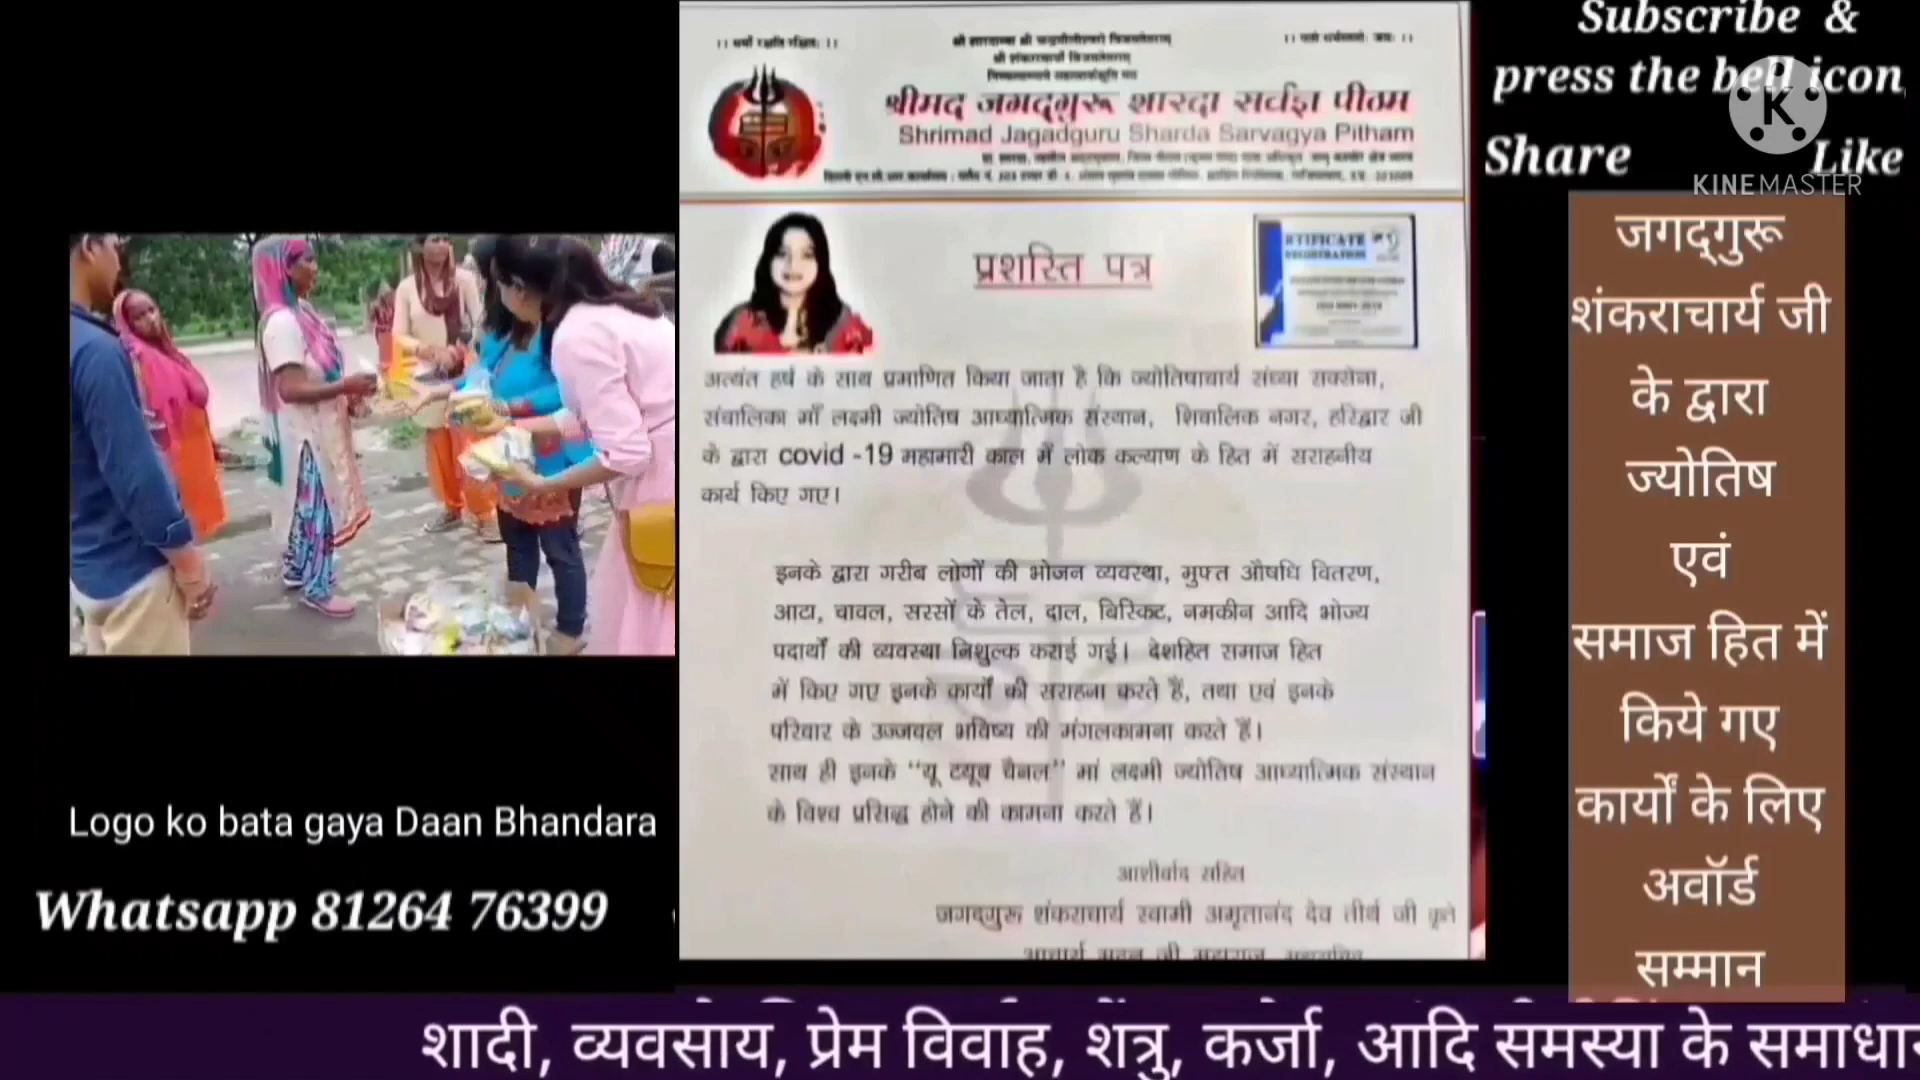 Subscribe &
press the bell icon
Share Like
KINEMASTER
श्रीमद जगद्गुरू शारदा सर्वज्ञ पीठम
Shrimad Jagadguru Sharda Sarvagya Pitham
प्रशस्ति पत्र
अत्यंत हर्ष के साथ प्रमाणित किया जाता है कि ज्योतिषाचार्य संध्या सक्सेना,
संचालिका माँ लक्ष्मी ज्योतिष आध्यात्मिक संस्थान, शिवालिक नगर, हरिद्वार जी
के द्वारा covid -19 महामारी काल में लोक कल्याण के हित में सराहनीय
कार्य किए गए।
इनके द्वारा गरीब लोगों की भोजन व्यवस्था, मुफ्त औषधि वितरण,
आटा, चावल, सरसों के तेल, दाल, बिस्किट, नमकीन आदि भोज्य
पदार्थों की व्यवस्था निशुल्क कराई गई। देशहित समाज हित
में किए गए इनके कार्यों की सराहना करते हैं, तथा एवं इनके
परिवार के उज्जवल भविष्य की मंगलकामना करते हैं।
साथ ही इनके "यू ट्यूब चैनल" मां लक्ष्मी ज्योतिष आध्यात्मिक संस्थान
के विश्व प्रसिद्ध होने की कामना करते हैं।
आशीर्वाद सहित
जगद्गुरू शंकराचार्य स्वामी अमृतानंद देव तीर्थ जी
जगद्गुरू
शंकराचार्य जी
के द्वारा
ज्योतिष
एवं
समाज हित में
किये गए
कार्यों के लिए
अवॉर्ड
सम्मान
Logo ko bata gaya Daan Bhandara
Whatsapp 81264 76399
शादी, व्यवसाय, प्रेम विवाह, शत्रु, कर्जा, आदि समस्या के समाधान